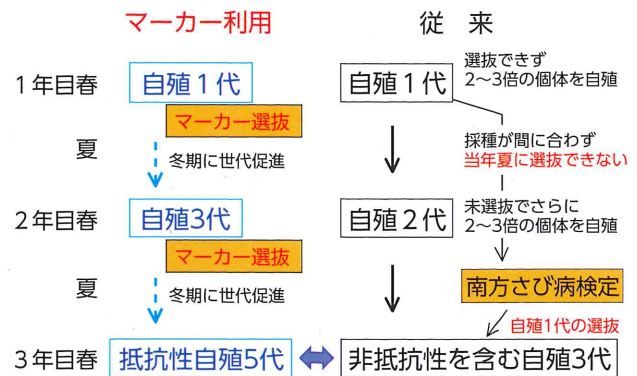 マーカー利用
従　来
1年目春
自殖1代
マーカー選抜
自殖1代
選抜できず
2～3倍の個体を自殖
夏
冬期に世代促進
採種が間に合わず
当年夏に選抜できない
2年目春
自殖3代
マーカー選抜
自殖2代
未選抜でさらに
2～3倍の個体を自殖
夏
冬期に世代促進
南方さび病検定
自殖1代の選抜
3年目春
抵抗性自殖5代
非抵抗性を含む自殖3代